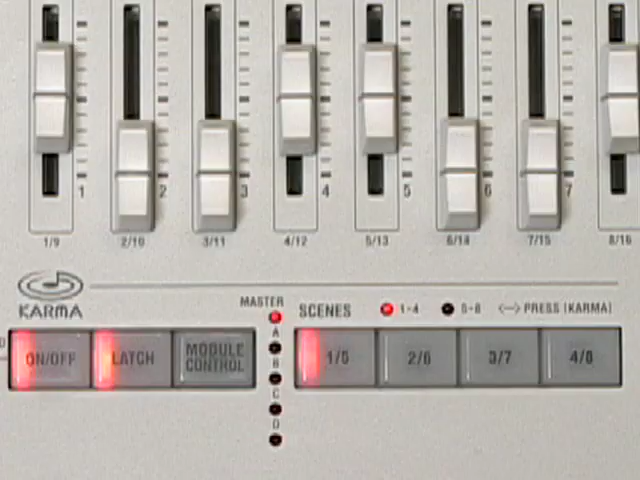 1 2 3 4 5 6 7
1/9 2/10 3/11 4/12 5/13 6/14 7/15 8/16
KARMA
MASTER
SCENES 1-4 5-8 <--> PRESS [KARMA]
A
B
C
D
ON/OFF LATCH MODULE CONTROL
1/5 2/6 3/7 4/8